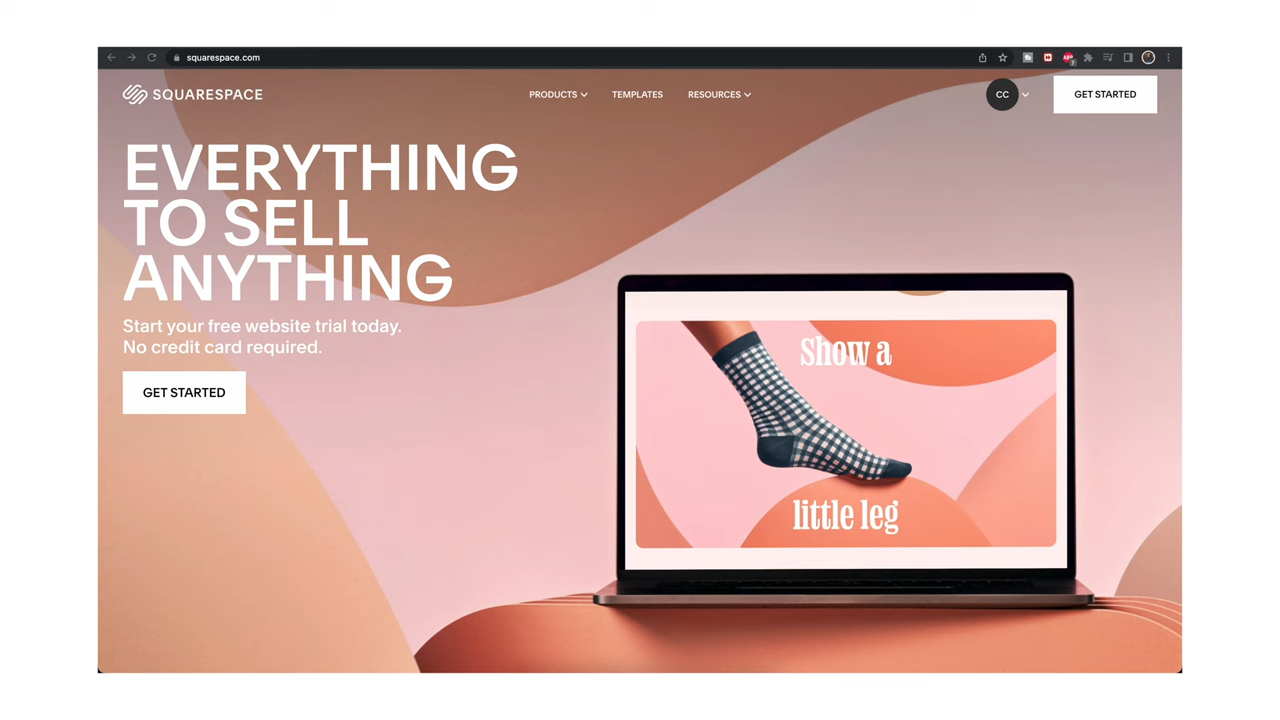 squarespace.com
SQUARESPACE
PRODUCTS
TEMPLATES
RESOURCES
CC
GET STARTED
EVERYTHING
TO SELL
ANYTHING
Start your free website trial today.
No credit card required.
GET STARTED
Show a
little leg